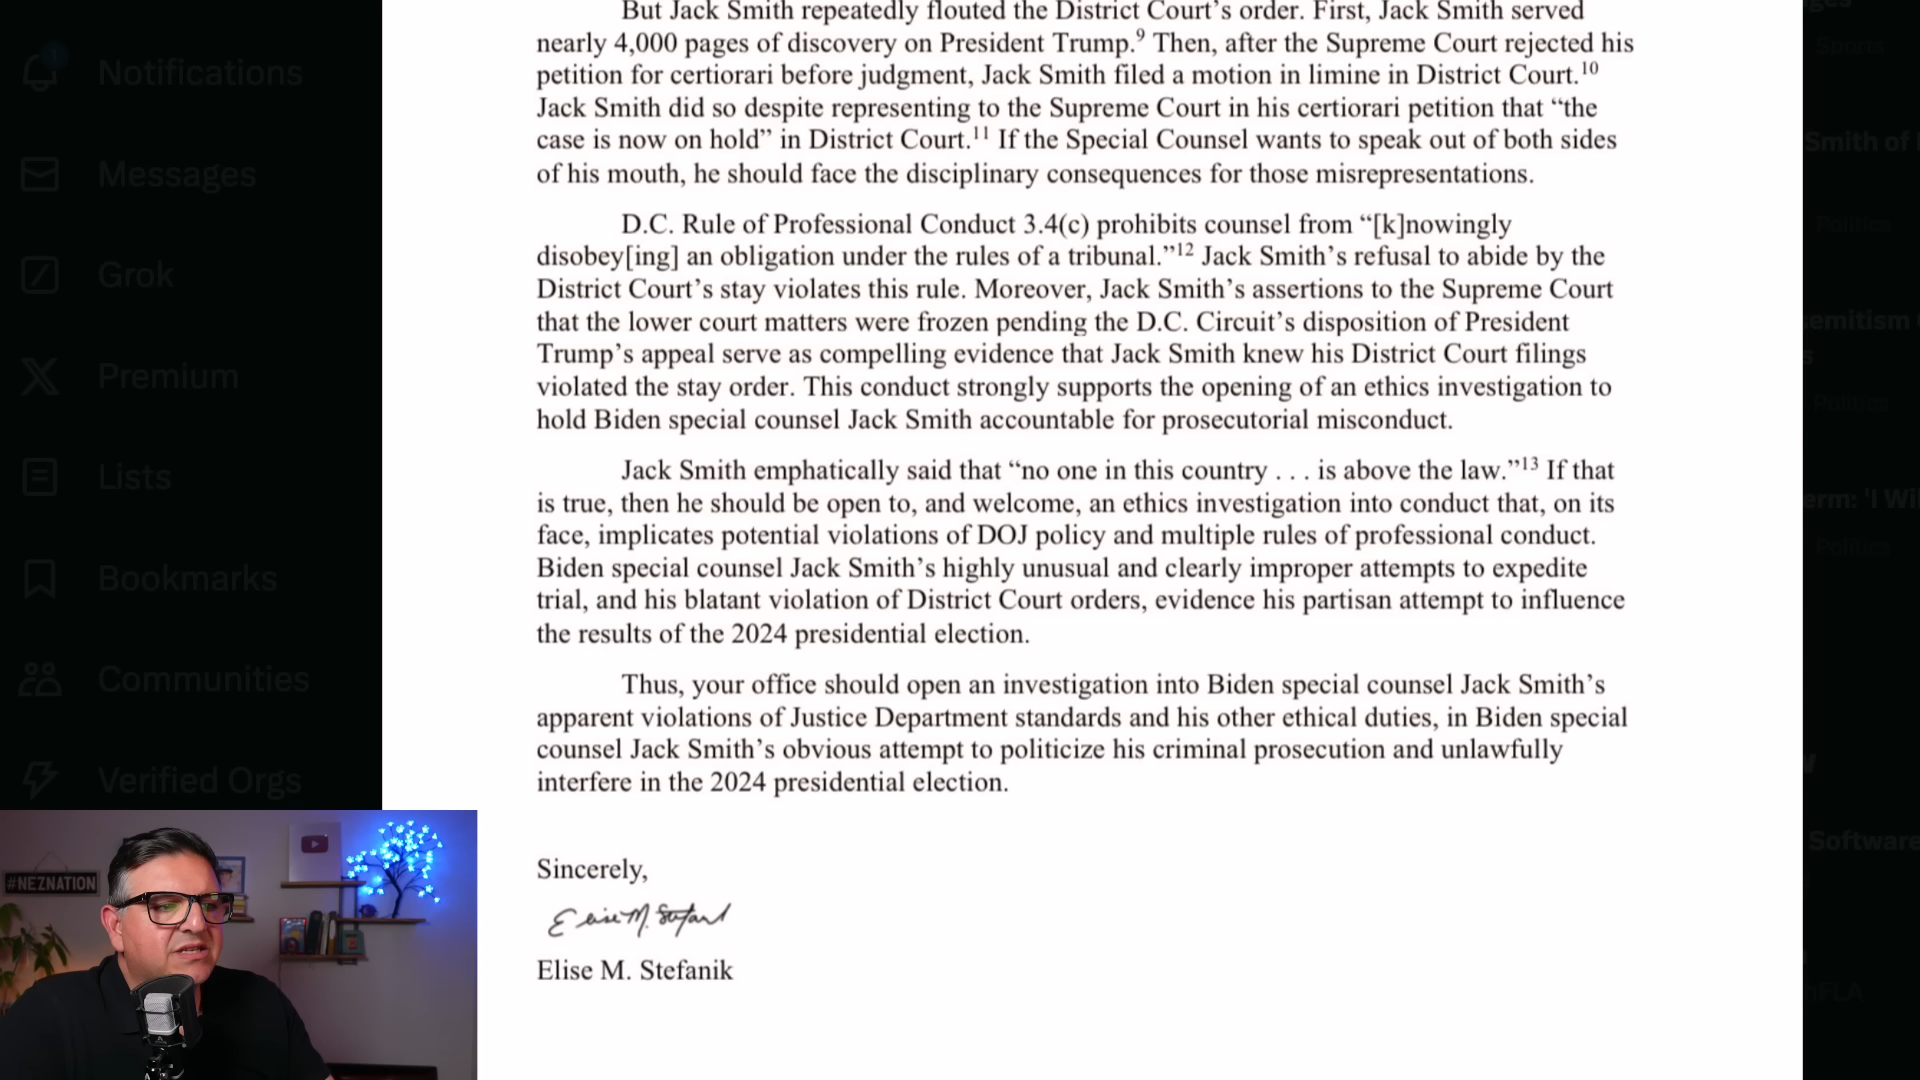 Notifications
1
Messages
Grok
Premium
Lists
Bookmarks
Communities
Verified Orgs
But Jack Smith repeatedly flouted the District Court’s order. First, Jack Smith served
nearly 4,000 pages of discovery on President Trump.9 Then, after the Supreme Court rejected his
petition for certiorari before judgment, Jack Smith filed a motion in limine in District Court.10
Jack Smith did so despite representing to the Supreme Court in his certiorari petition that “the
case is now on hold” in District Court.11 If the Special Counsel wants to speak out of both sides
of his mouth, he should face the disciplinary consequences for those misrepresentations.
D.C. Rule of Professional Conduct 3.4(c) prohibits counsel from “[k]nowingly
disobey[ing] an obligation under the rules of a tribunal.”12 Jack Smith’s refusal to abide by the
District Court’s stay violates this rule. Moreover, Jack Smith’s assertions to the Supreme Court
that the lower court matters were frozen pending the D.C. Circuit’s disposition of President
Trump’s appeal serve as compelling evidence that Jack Smith knew his District Court filings
violated the stay order. This conduct strongly supports the opening of an ethics investigation to
hold Biden special counsel Jack Smith accountable for prosecutorial misconduct.
Jack Smith emphatically said that “no one in this country . . . is above the law.”13 If that
is true, then he should be open to, and welcome, an ethics investigation into conduct that, on its
face, implicates potential violations of DOJ policy and multiple rules of professional conduct.
Biden special counsel Jack Smith’s highly unusual and clearly improper attempts to expedite
trial, and his blatant violation of District Court orders, evidence his partisan attempt to influence
the results of the 2024 presidential election.
Thus, your office should open an investigation into Biden special counsel Jack Smith’s
apparent violations of Justice Department standards and his other ethical duties, in Biden special
counsel Jack Smith’s obvious attempt to politicize his criminal prosecution and unlawfully
interfere in the 2024 presidential election.
Sincerely,
Elise M. Stefanik
Elise M. Stefanik
Sports
Smith of
Politics
Politics
erm: 'I Wi
Politics
Software
#NEZNATION